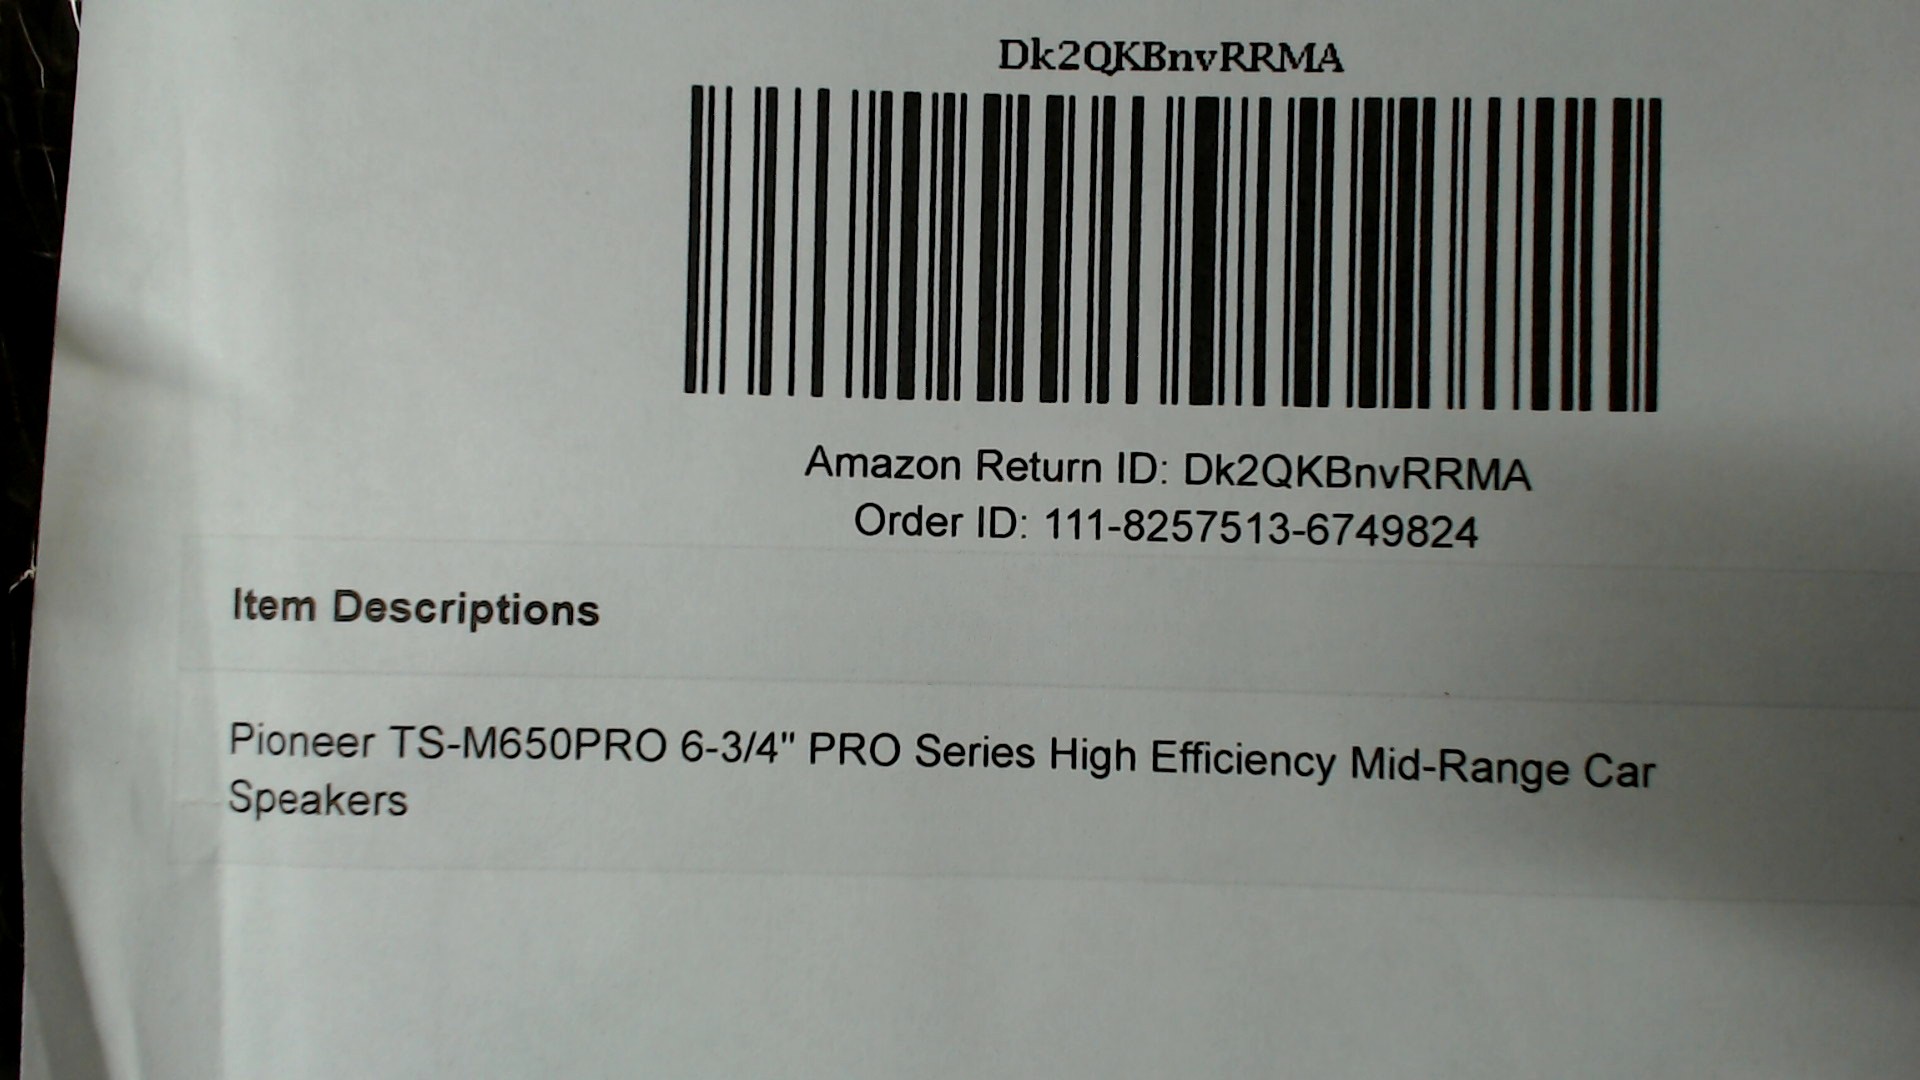 Dk2QKBnvRRMA
Amazon Return ID: Dk2QKBnvRRMA
Order ID: 111-8257513-6749824
Item Descriptions
Pioneer TS-M650PRO 6-3/4" PRO Series High Efficiency Mid-Range Car
Speakers